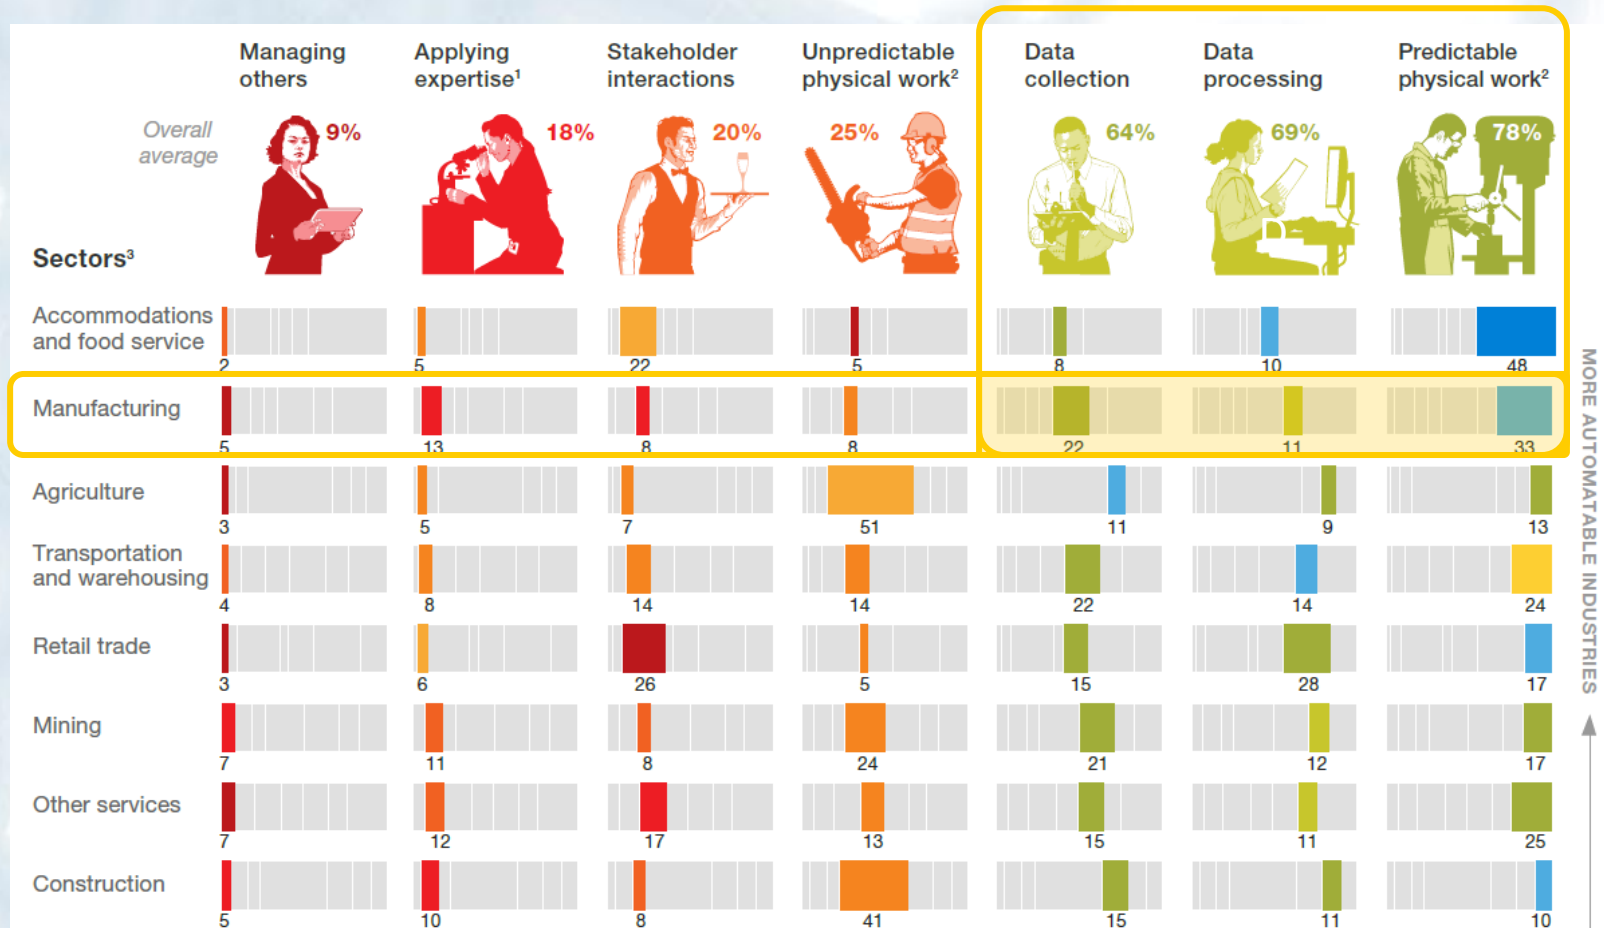 Managing others
Applying expertise¹
Stakeholder interactions
Unpredictable physical work²
Data collection
Data processing
Predictable physical work²
Overall average
9%
18%
20%
25%
64%
69%
78%
Sectors³
Accommodations and food service
2 5 22 5 8 10 48
Manufacturing
5 13 8 8 22 11 33
Agriculture
3 5 7 51 11 9 13
Transportation and warehousing
4 8 14 14 22 14 24
Retail trade
3 6 26 5 15 28 17
Mining
7 11 8 24 21 12 17
Other services
7 12 17 13 15 11 25
Construction
5 10 8 41 15 11 10
MORE AUTOMATABLE INDUSTRIES